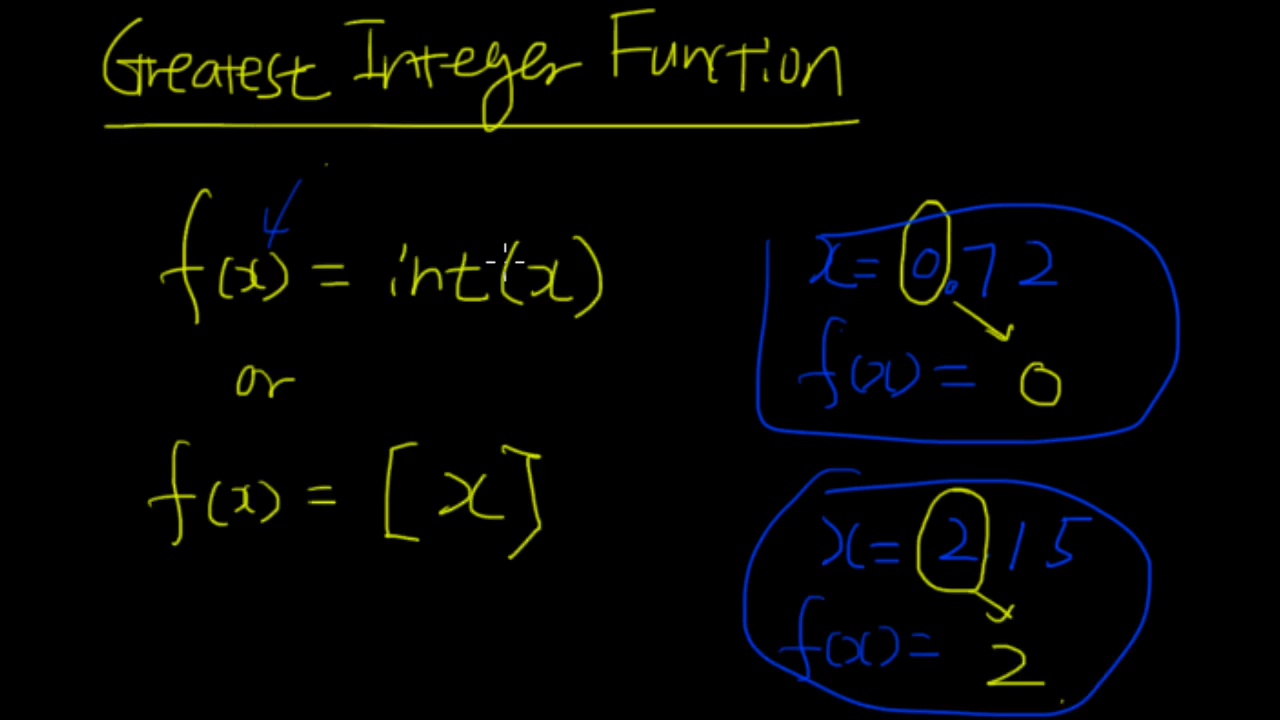 Greatest Integer Function
f(x) = int(x)
or
f(x) = [x]
x = 0.72
f(x) = 0
x = 2.15
f(x) = 2